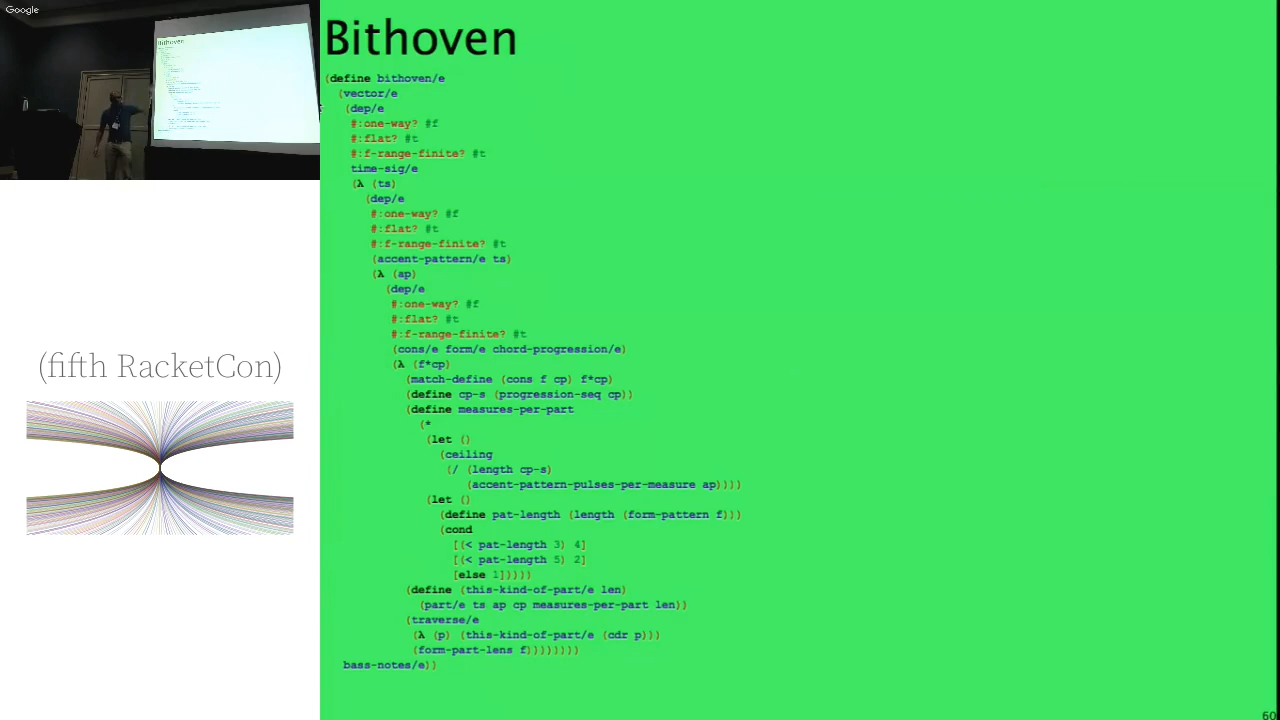 Google
Bithoven
(define bithoven/e
(vector/e
(dep/e
#:one-way? #f
#:flat? #t
#:f-range-finite? #t
time-sig/e
(λ (ts)
(dep/e
#:one-way? #f
#:flat? #t
#:f-range-finite? #t
(accent-pattern/e ts)
(λ (ap)
(dep/e
#:one-way? #f
#:flat? #t
#:f-range-finite? #t
(cons/e form/e chord-progression/e)
(λ (f*cp)
(match-define (cons f cp) f*cp)
(define cp-s (progression-seq cp))
(define measures-per-part
(*
(let ()
(ceiling
(/ (length cp-s)
(accent-pattern-pulses-per-measure ap))))
(let ()
(define pat-length (length (form-pattern f)))
(cond
[(< pat-length 3) 4]
[(< pat-length 5) 2]
[else 1]))))
(define (this-kind-of-part/e len)
(part/e ts ap cp measures-per-part len))
(traverse/e
(λ (p) (this-kind-of-part/e (cdr p)))
(form-part-lens f))))))))
bass-notes/e))
(fifth RacketCon)
60